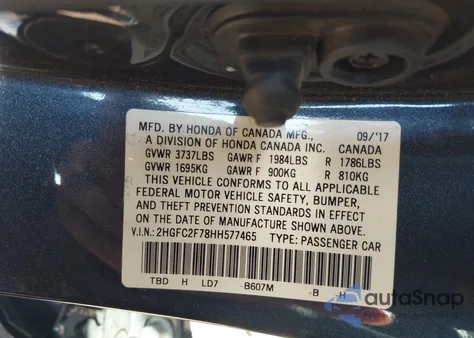 MFD. BY HONDA OF CANADA MFG., 09/'17
A DIVISION OF HONDA CANADA INC.
GVWR 3737LBS GAWR F 1984LBS R 1786LBS
GVWR 1695KG GAWR F 900KG R 810KG
THIS VEHICLE CONFORMS TO ALL APPLICABLE
FEDERAL MOTOR VEHICLE SAFETY, BUMPER,
AND THEFT PREVENTION STANDARDS IN EFFECT
ON THE DATE OF MANUFACTURE SHOWN ABOVE.
V.I.N.: 2HGFC2F78HH577465 TYPE: PASSENGER CAR
TBD H LD7 -B607M -B H
autoSnap